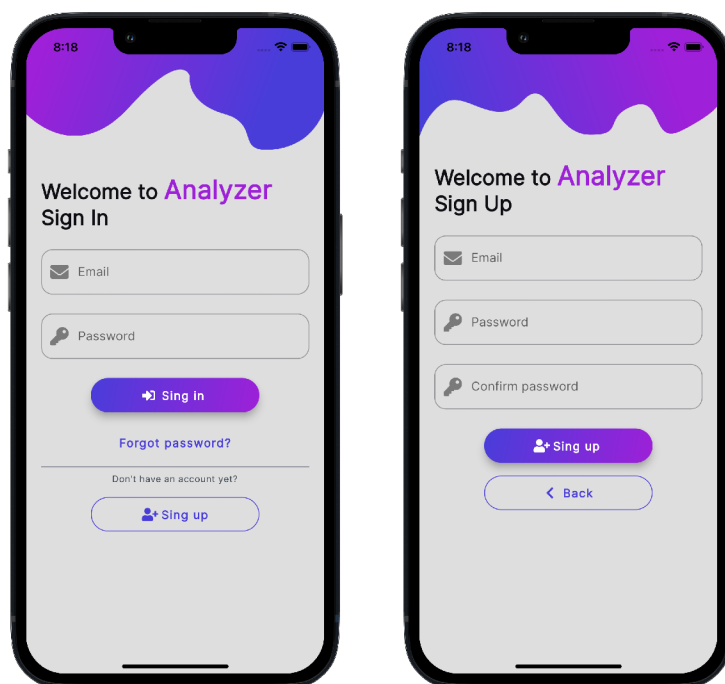 8:18
Welcome to Analyzer
Sign In
Email
Password
Sing in
Forgot password?
Don't have an account yet?
Sing up
8:18
Welcome to Analyzer
Sign Up
Email
Password
Confirm password
Sing up
Back